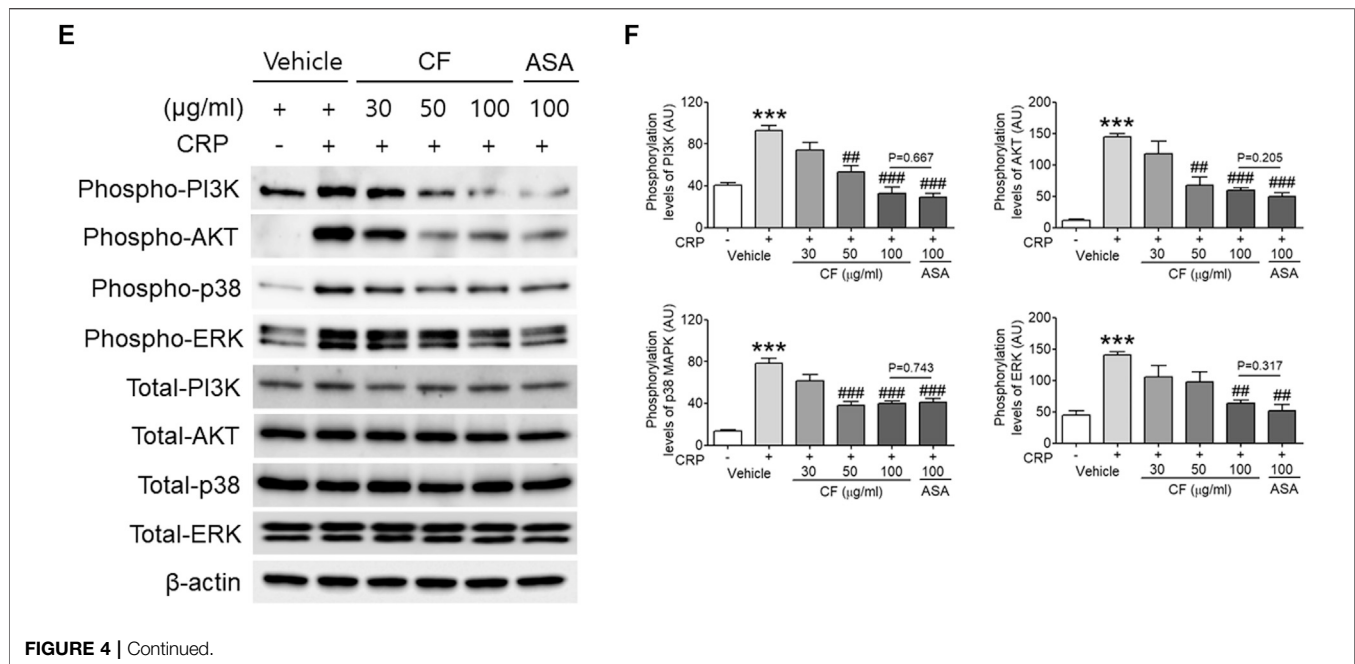 E
Vehicle CF ASA
(μg/ml) + + 30 50 100 100
CRP - + + + + +
Phospho-PI3K
Phospho-AKT
Phospho-p38
Phospho-ERK
Total-PI3K
Total-AKT
Total-p38
Total-ERK
β-actin
F
Phosphorylation
levels of PI3K (AU)
120
80
40
0
***
##
###
###
P=0.667
CRP - + + + + +
Vehicle 30 50 100 100
CF (μg/ml) ASA
Phosphorylation
levels of AKT (AU)
200
150
100
50
0
***
##
###
###
P=0.205
CRP - + + + + +
Vehicle 30 50 100 100
CF (μg/ml) ASA
Phosphorylation
levels of p38 MAPK (AU)
120
80
40
0
***
###
###
###
P=0.743
CRP - + + + + +
Vehicle 30 50 100 100
CF (μg/ml) ASA
Phosphorylation
levels of ERK (AU)
200
150
100
50
0
***
##
##
P=0.317
CRP - + + + + +
Vehicle 30 50 100 100
CF (μg/ml) ASA
FIGURE 4 | Continued.